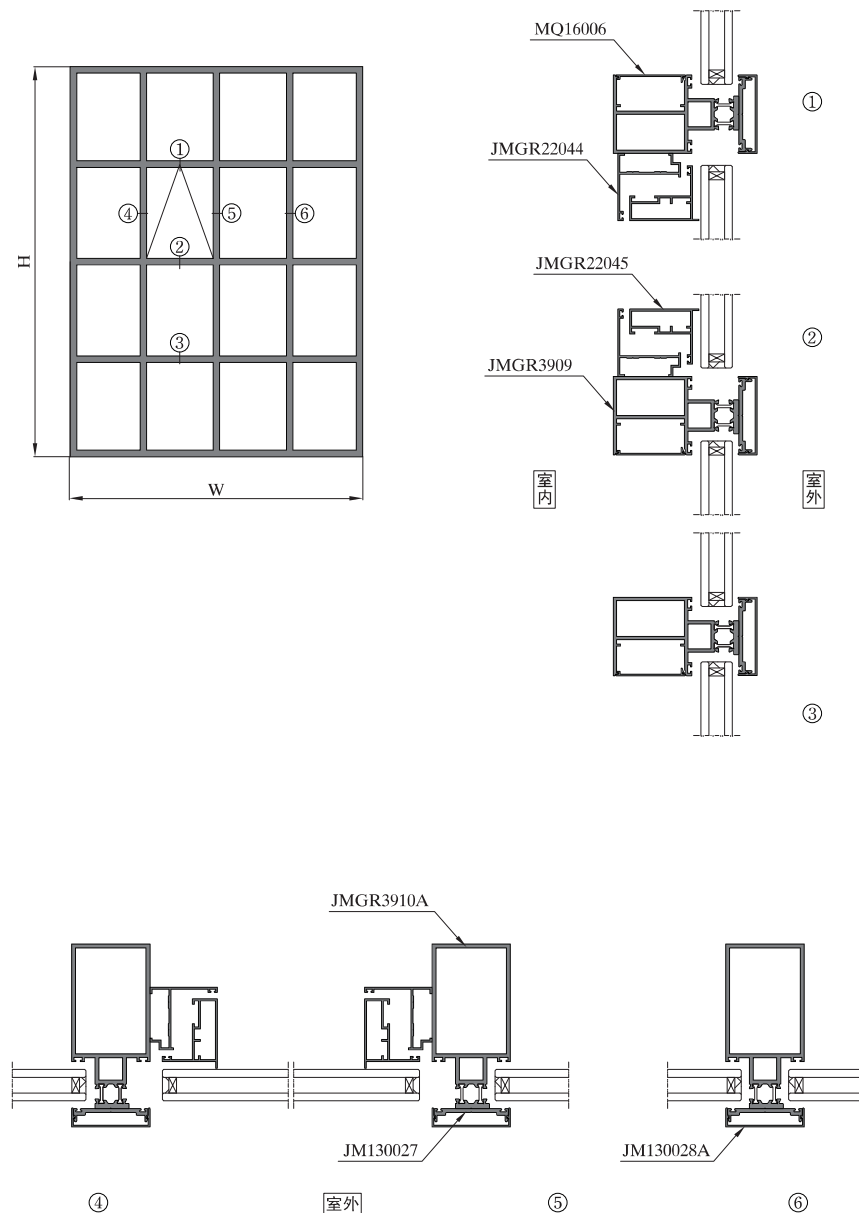 MQ16006
①
JMGR22044
①
④ ⑤ ⑥
②
H
JMGR22045
②
③
JMGR3909
W
室内
室外
③
JMGR3910A
JM130027
JM130028A
④ 室外 ⑤ ⑥